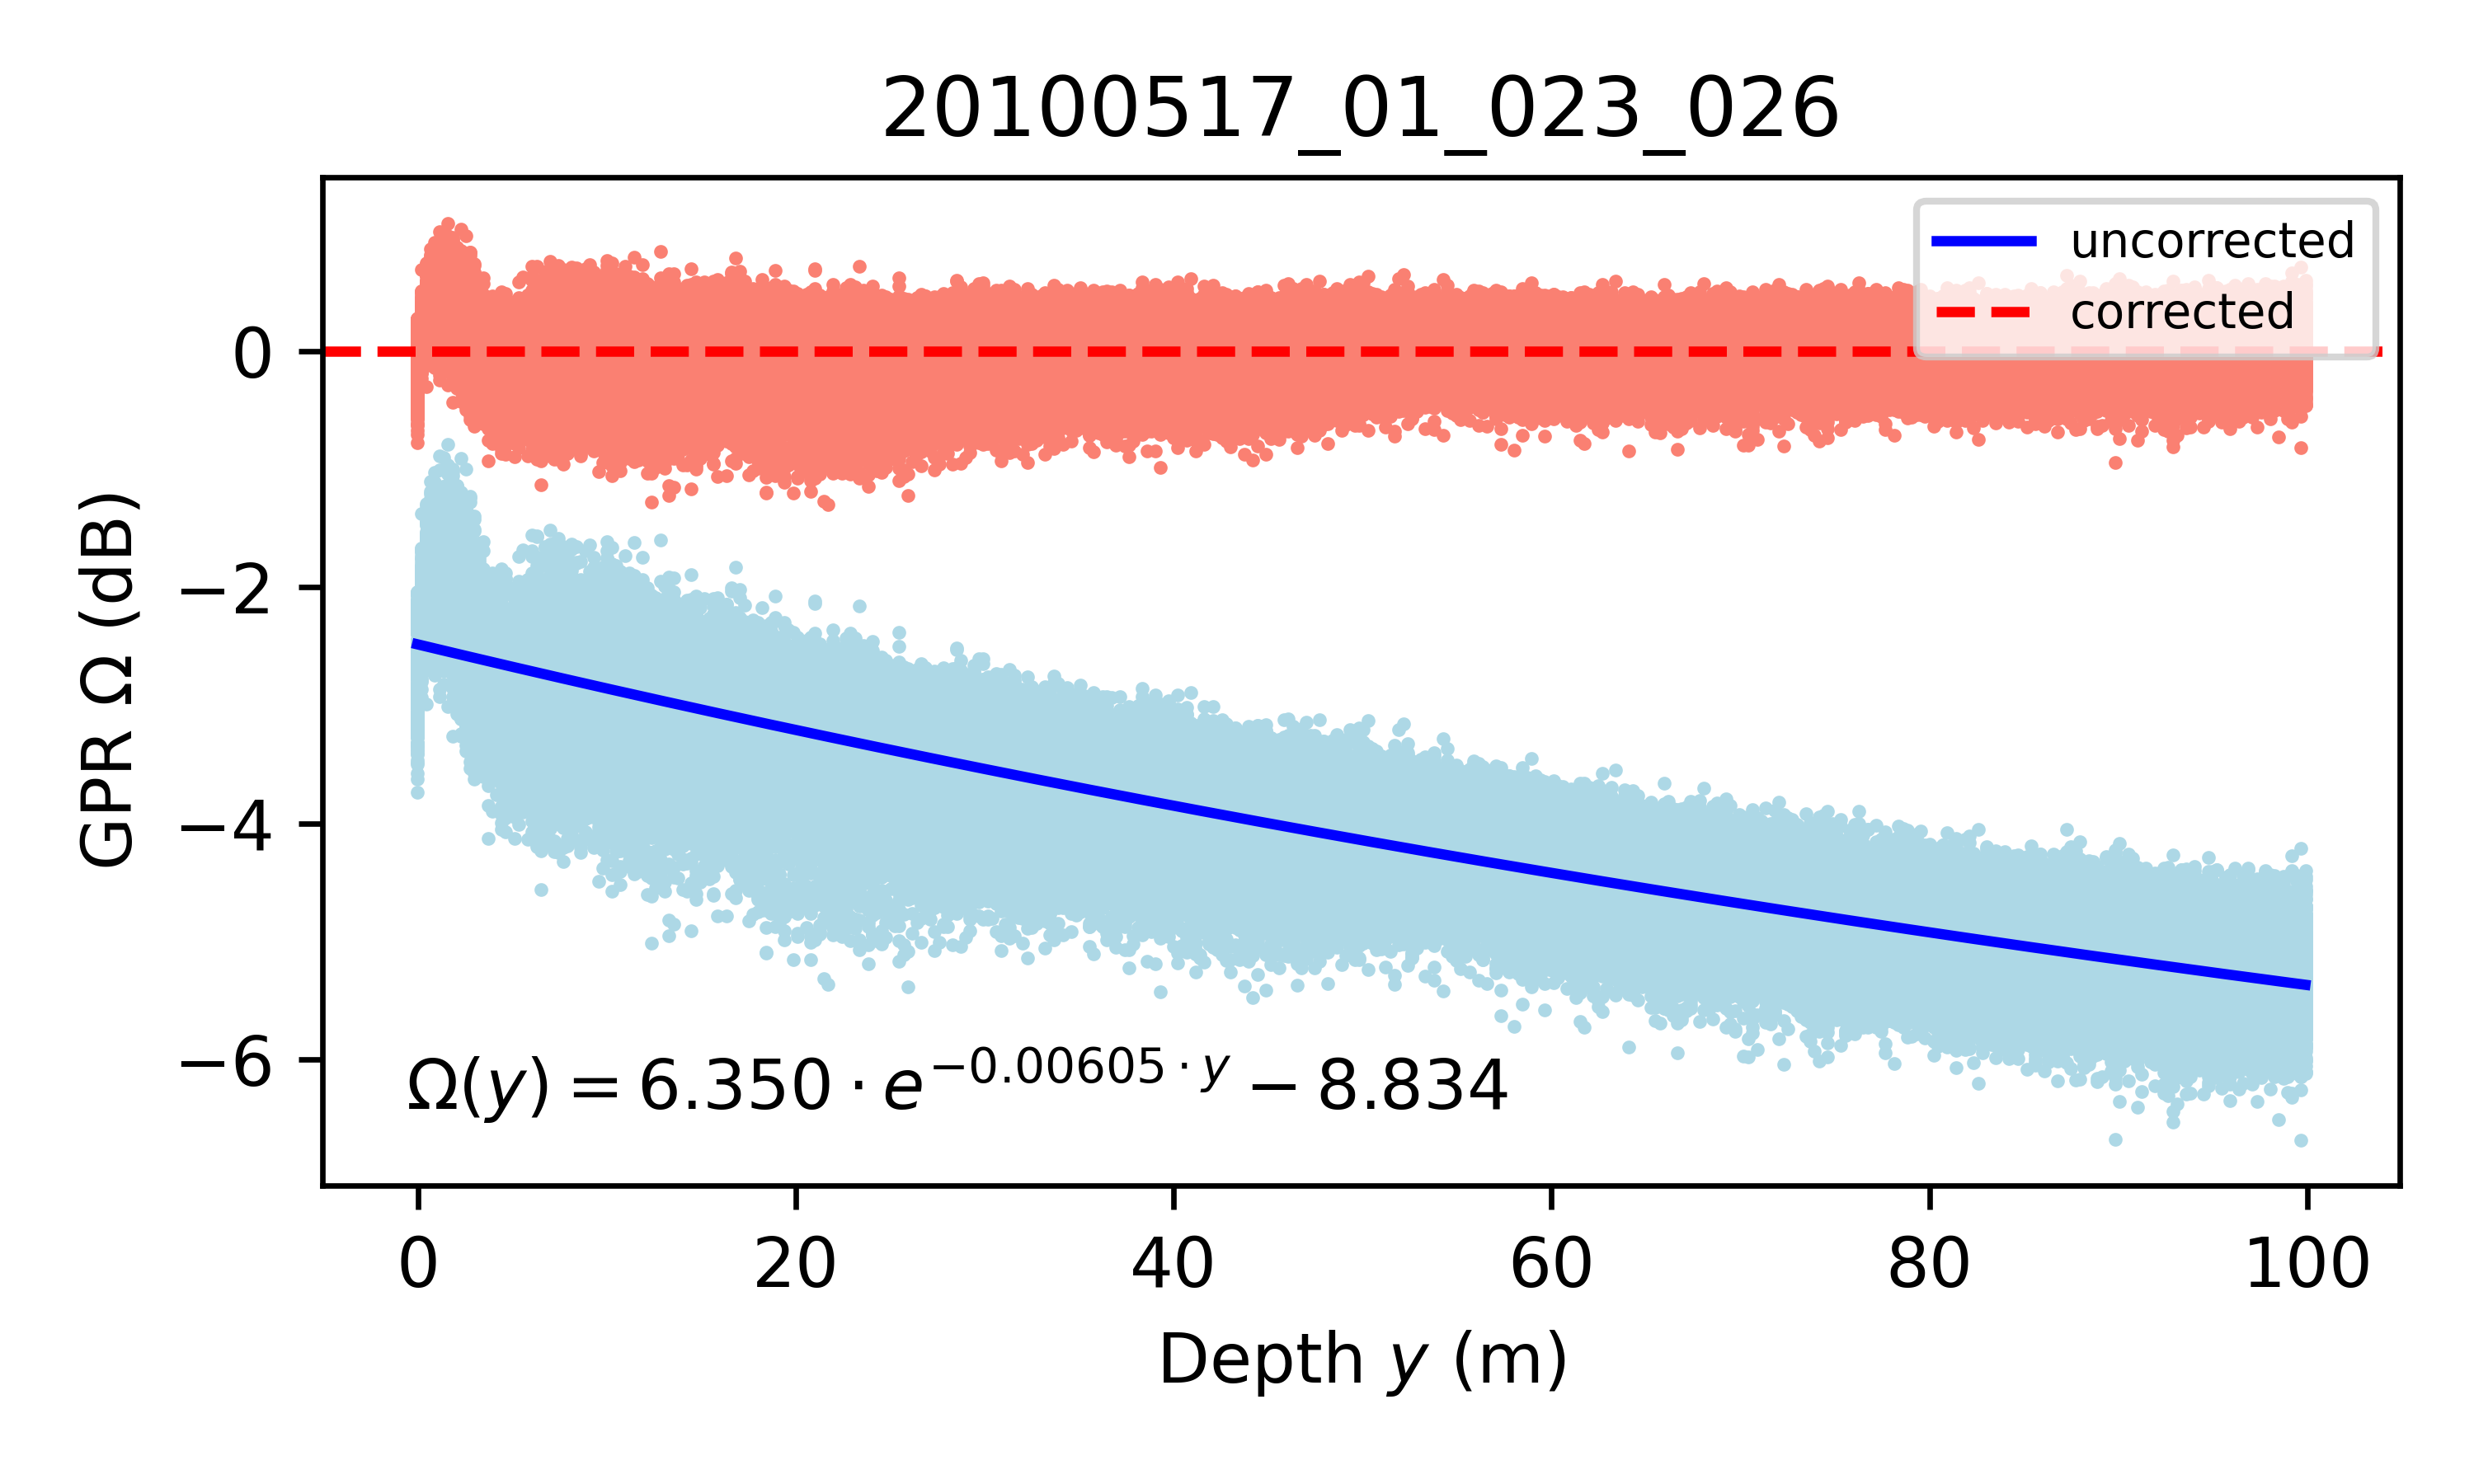 20100517_01_023_026
uncorrected
corrected
GPR Ω (dB)
0
−2
−4
−6
Ω(y) = 6.350 · e^{−0.00605 · y} − 8.834
0 20 40 60 80 100
Depth y (m)